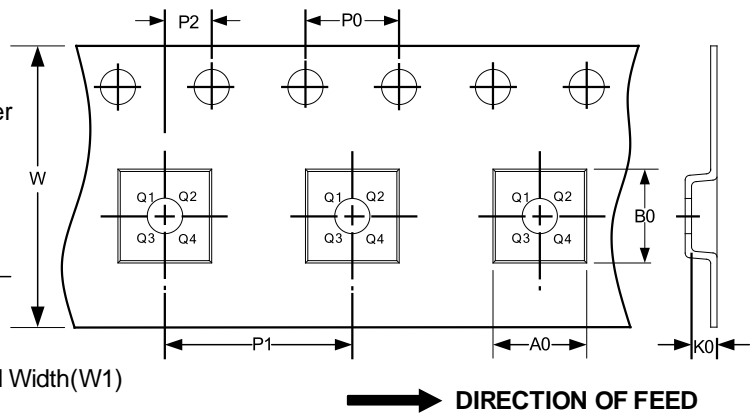 P2
P0
er
W
Q1 Q2
Q3 Q4
Q1 Q2
Q3 Q4
Q1 Q2
Q3 Q4
B0
P1
A0
K0
l Width(W1)
DIRECTION OF FEED